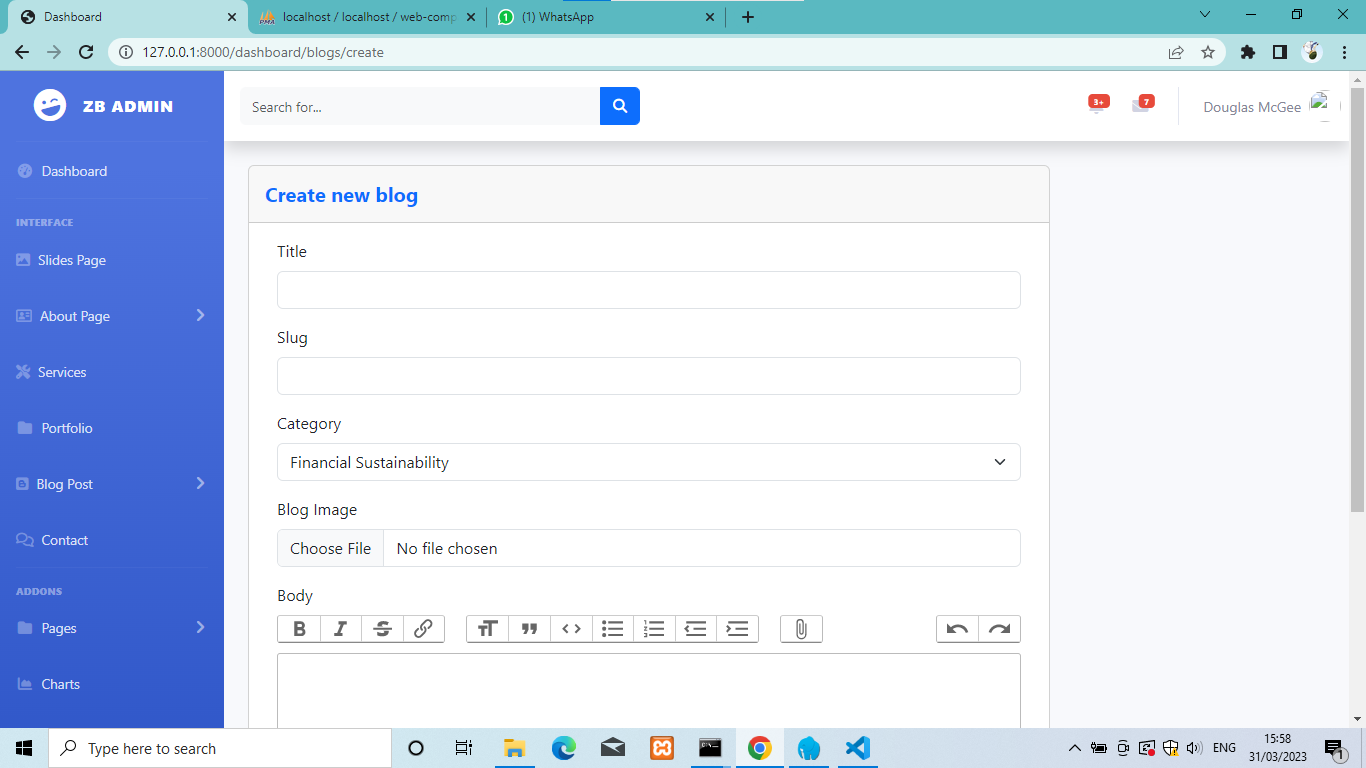 Dashboard
localhost / localhost / web-comp
(1) WhatsApp
127.0.0.1:8000/dashboard/blogs/create
ZB ADMIN
Search for...
3+
7
Douglas McGee
Dashboard
INTERFACE
Slides Page
About Page
Services
Portfolio
Blog Post
Contact
ADDONS
Pages
Charts
Create new blog
Title
Slug
Category
Financial Sustainability
Blog Image
Choose File No file chosen
Body
Type here to search
ENG
15:58
31/03/2023
1